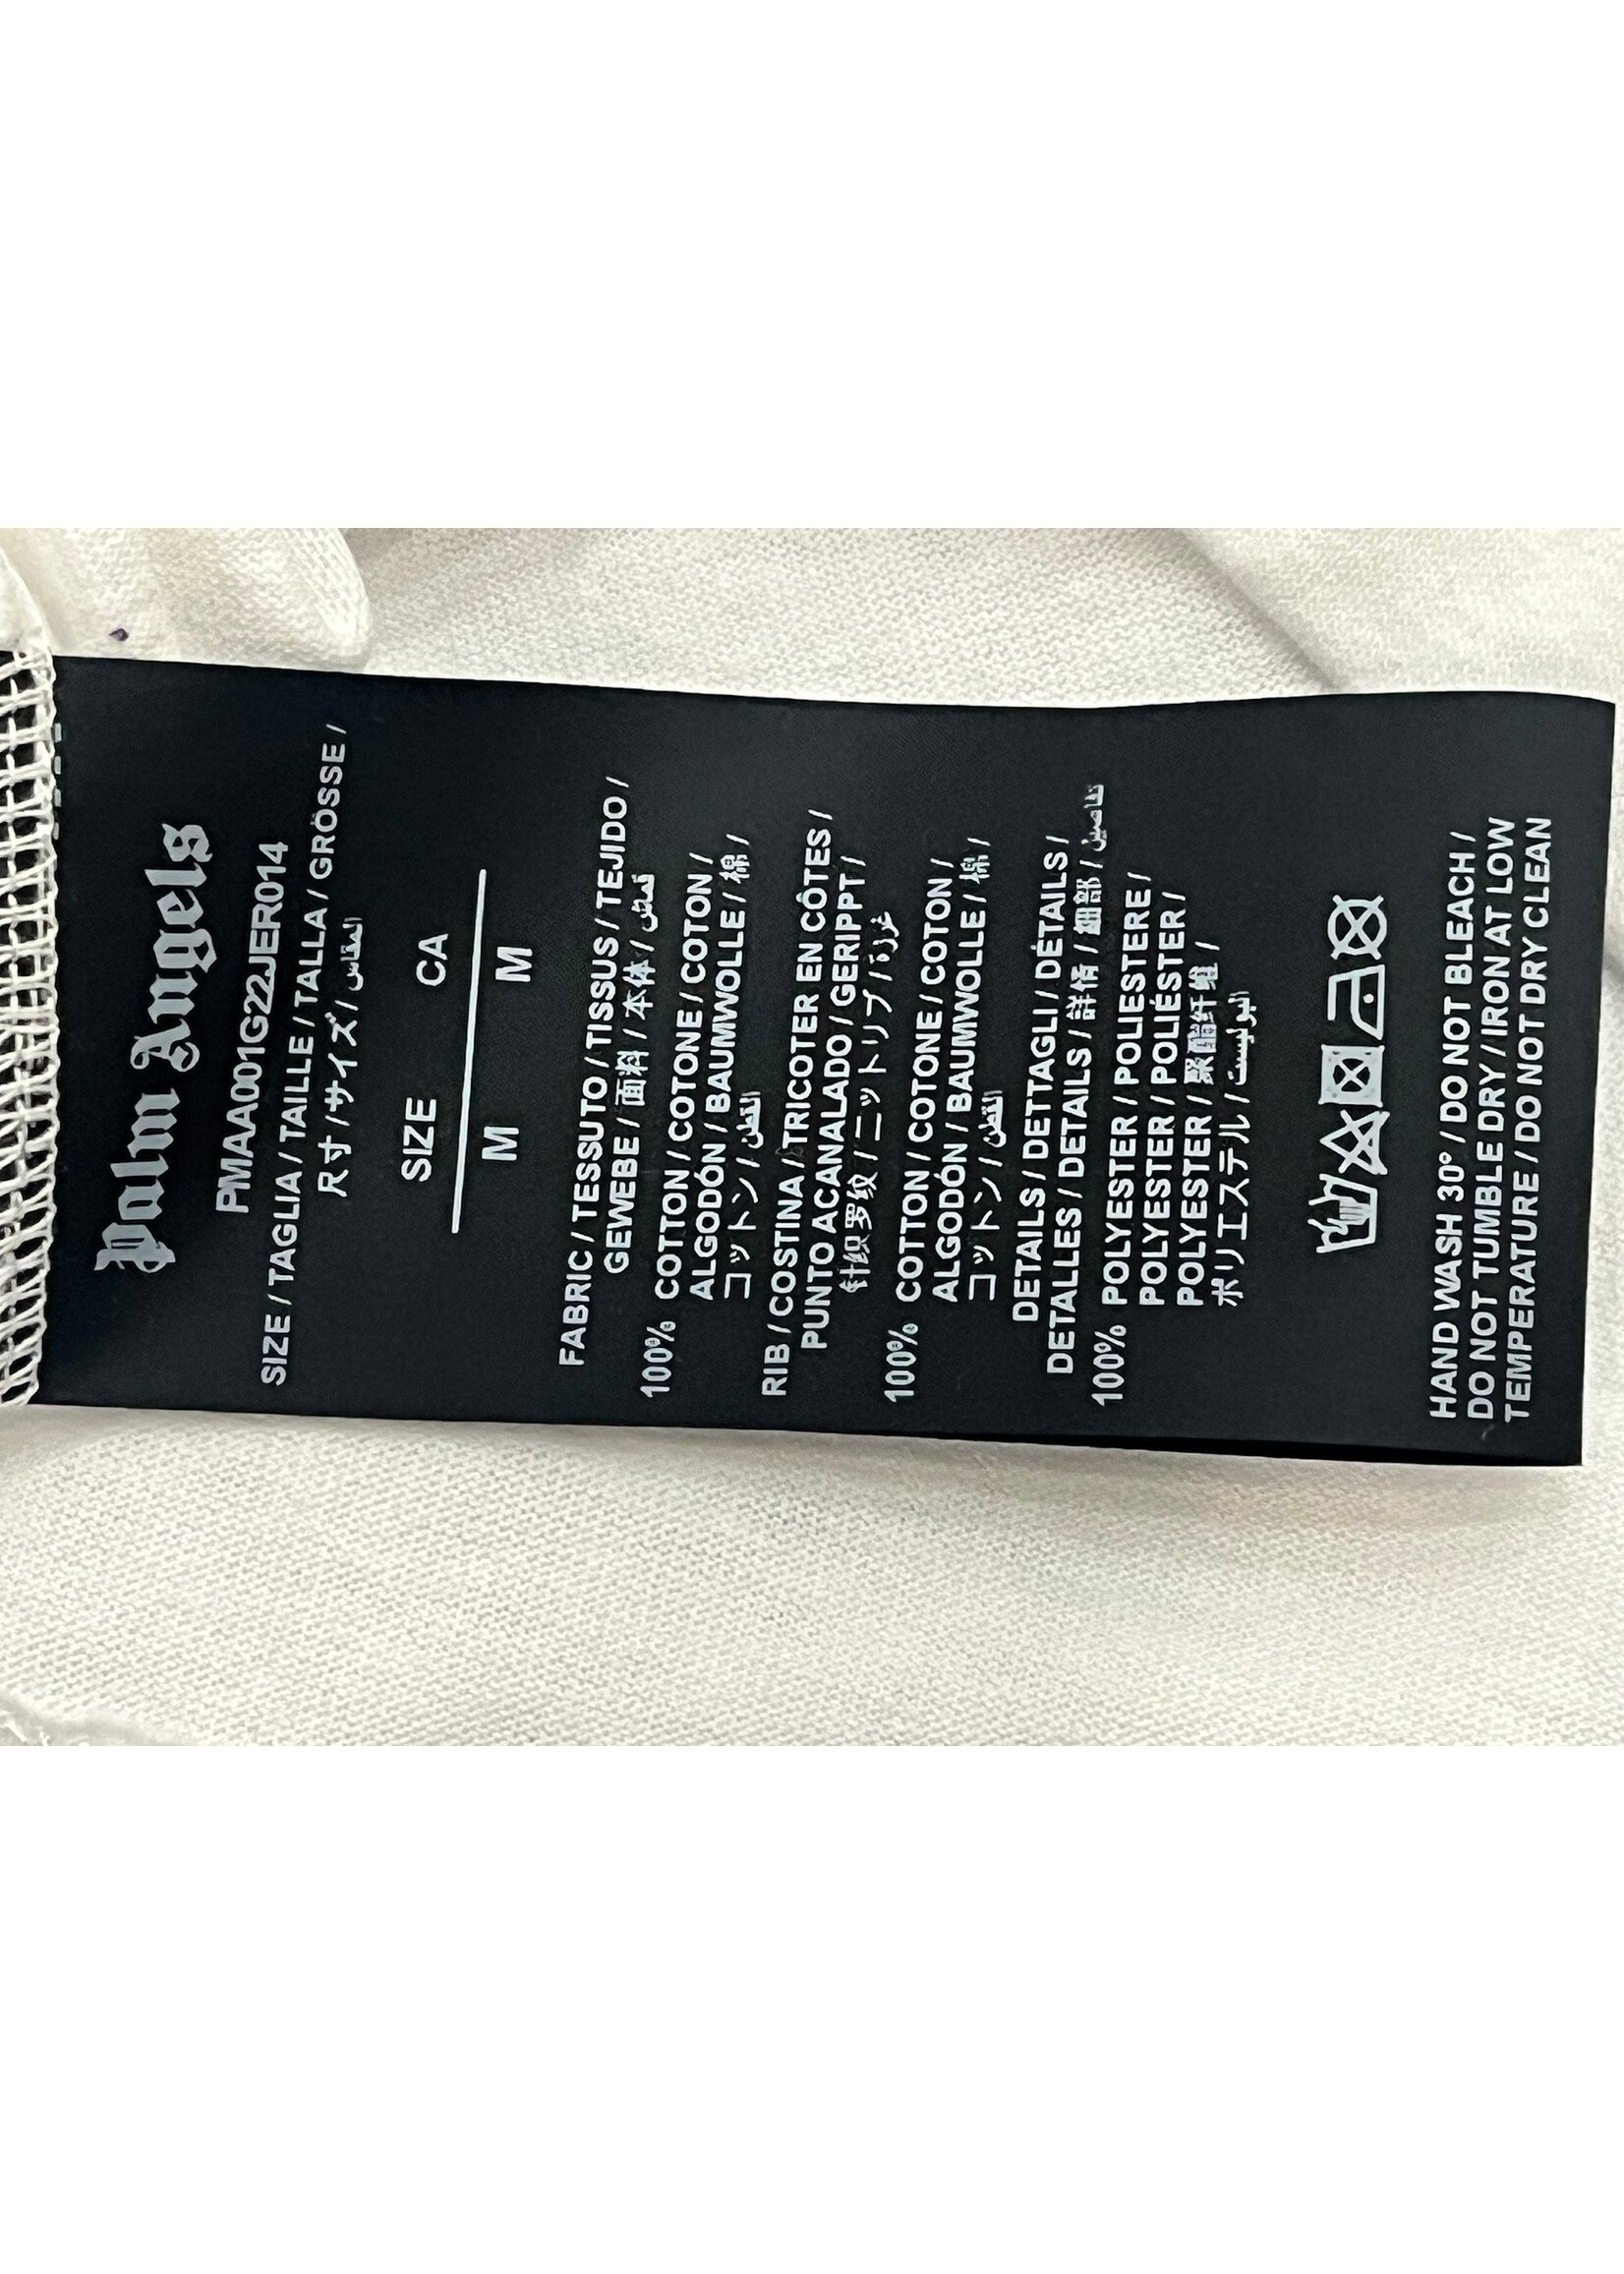 Palm Angels
PMAA001G22JER014
SIZE / TAGLIA / TAILLE / TALLA / GRÖSSE /
尺寸 / サイズ / المقاس
SIZE CA
M M
FABRIC / TESSUTO / TISSUS / TEJIDO /
GEWEBE / 面料 / 本体 / قماش
100% COTTON / COTONE / COTON /
ALGODÓN / BAUMWOLLE / 棉 /
コットン / القطن
RIB / COSTINA / TRICOTER EN CÔTES /
PUNTO ACANALADO / GERIPPT /
针织罗纹 / ニットリブ /
100% COTTON / COTONE / COTON /
ALGODÓN / BAUMWOLLE / 棉 /
コットン / القطن
DETAILS / DETTAGLI / DÉTAILS /
DETALLES / DETAILS / 詳情 / 細部 / تفاصيل
100% POLYESTER / POLIESTERE /
POLYESTER / POLIÉSTER /
POLYESTER / 聚酯纤维 /
ポリエステル / البوليستر
HAND WASH 30° / DO NOT BLEACH /
DO NOT TUMBLE DRY / IRON AT LOW
TEMPERATURE / DO NOT DRY CLEAN